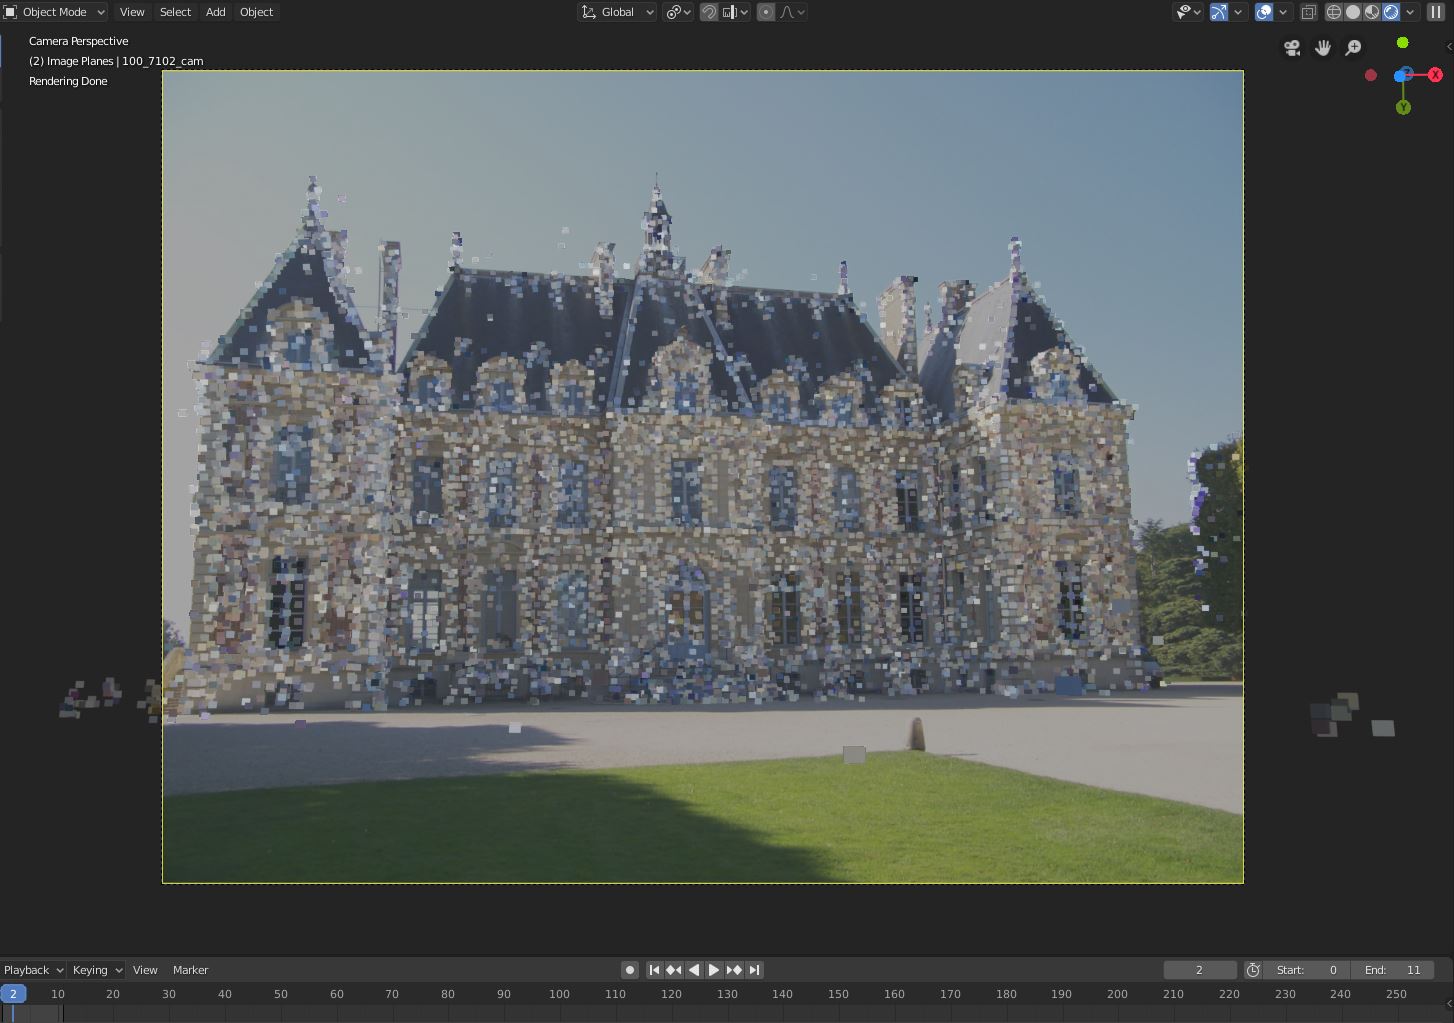 Object Mode View Select Add Object Global
Camera Perspective
(2) Image Planes | 100_7102_cam
Rendering Done
X
Y
Z
Playback Keying View Marker 2 Start: 0 End: 11
2 10 20 30 40 50 60 70 80 90 100 110 120 130 140 150 160 170 180 190 200 210 220 230 240 250